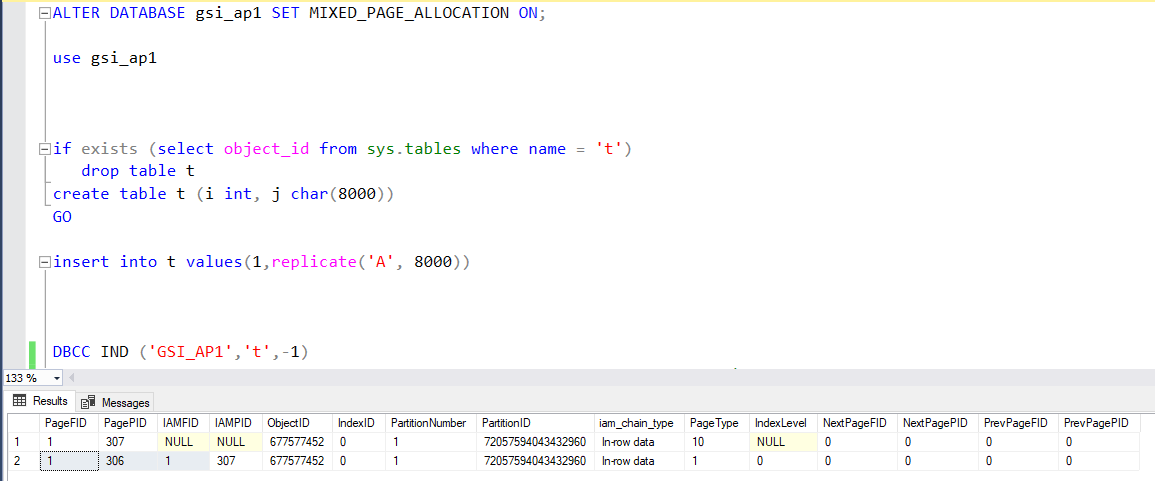 ALTER DATABASE gsi_ap1 SET MIXED_PAGE_ALLOCATION ON;
use gsi_ap1
if exists (select object_id from sys.tables where name = 't')
drop table t
create table t (i int, j char(8000))
GO
insert into t values(1,replicate('A', 8000))
DBCC IND ('GSI_AP1','t',-1)
133 %
Results Messages
PageFID PagePID IAMFID IAMPID ObjectID IndexID PartitionNumber PartitionID iam_chain_type PageType IndexLevel NextPageFID NextPagePID PrevPageFID PrevPagePID
1 1 307 NULL NULL 677577452 0 1 72057594043432960 In-row data 10 NULL 0 0 0 0
2 1 306 1 307 677577452 0 1 72057594043432960 In-row data 1 0 0 0 0 0